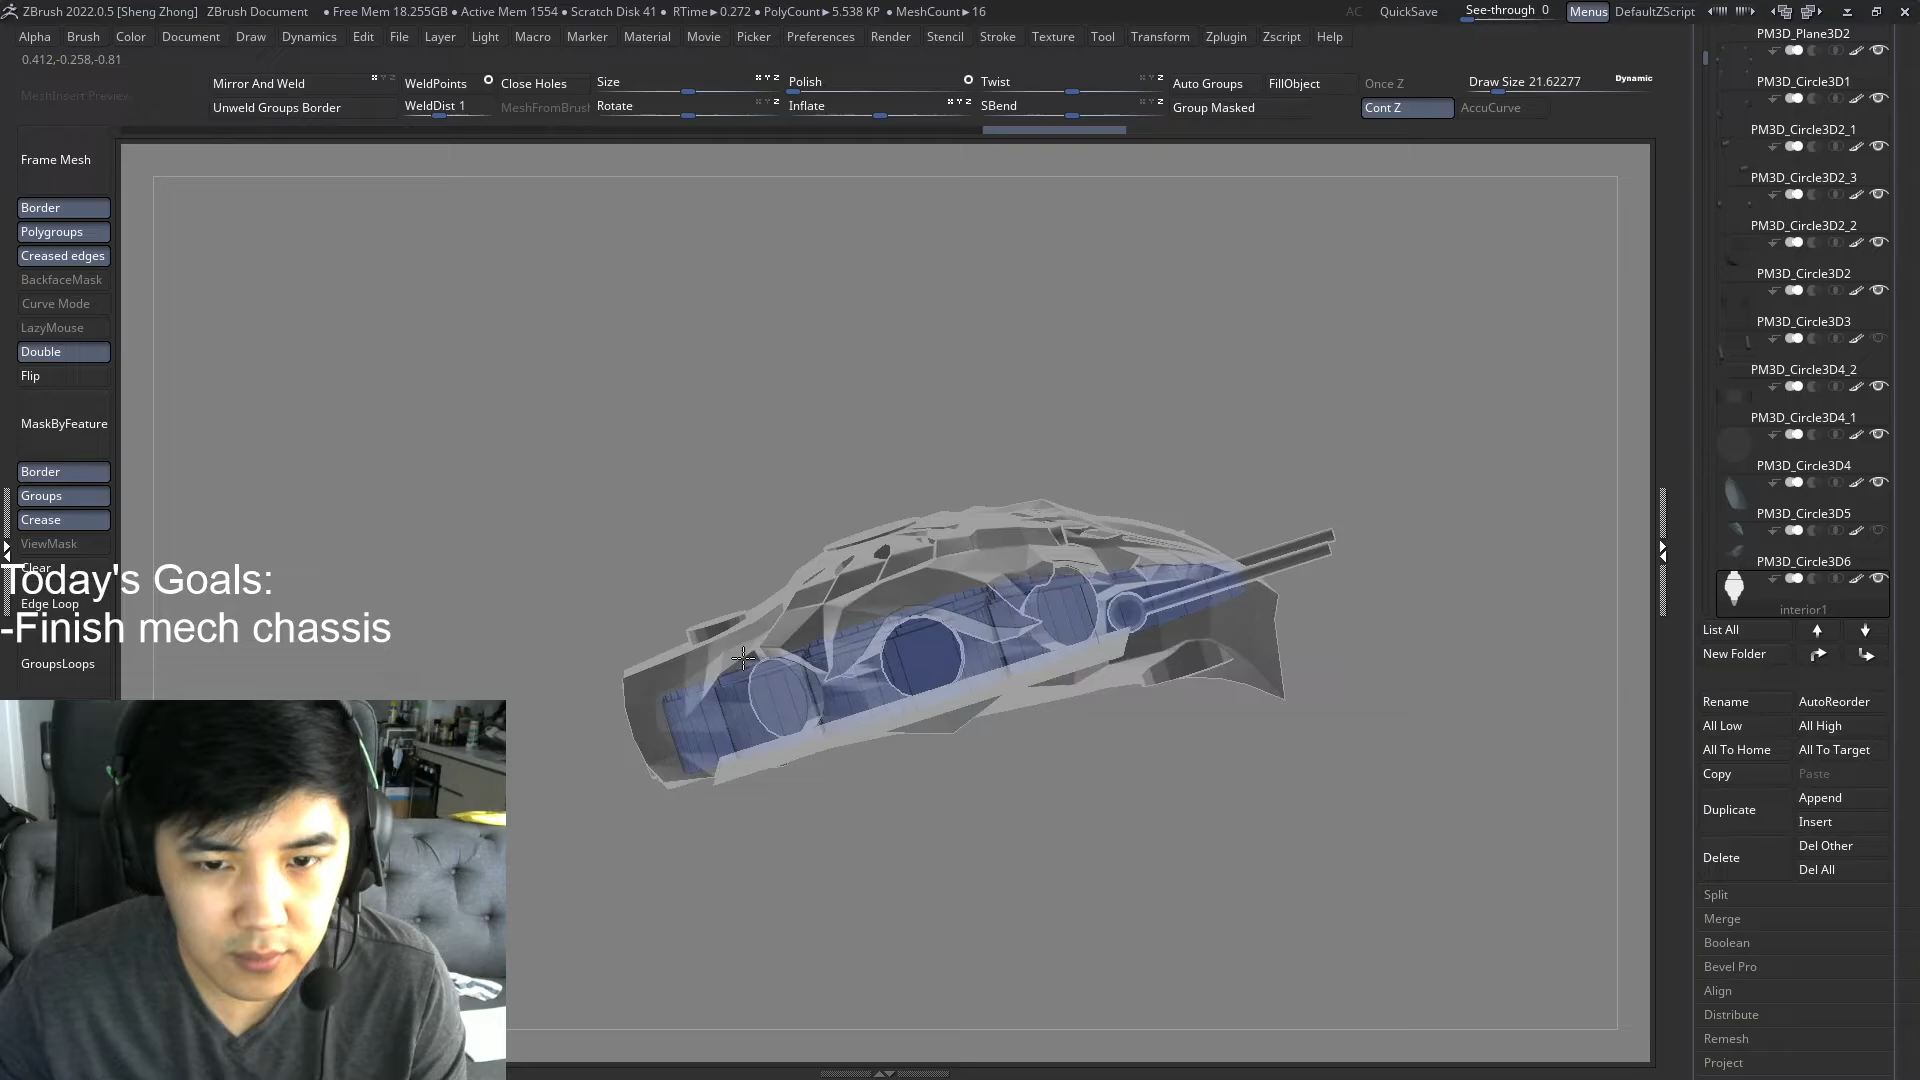 ZBrush 2022.0.5 [Sheng Zhong] ZBrush Document ● Free Mem 18.255GB ● Active Mem 1554 ● Scratch Disk 41 ● RTime►0.272 ● PolyCount►5.538 KP ● MeshCount►16 AC QuickSave See-through 0 Menus DefaultZScript
Alpha Brush Color Document Draw Dynamics Edit File Layer Light Macro Marker Material Movie Picker Preferences Render Stencil Stroke Texture Tool Transform Zplugin Zscript Help
0.412,-0.258,-0.81
MeshInsert Preview
Mirror And Weld WeldPoints Close Holes Size Polish Twist Auto Groups FillObject Once Z Draw Size 21.62277 Dynamic
Unweld Groups Border WeldDist 1 MeshFromBrush Rotate Inflate SBend Group Masked Cont Z AccuCurve
Frame Mesh
Border
Polygroups
Creased edges
BackfaceMask
Curve Mode
LazyMouse
Double
Flip
MaskByFeature
Border
Groups
Crease
ViewMask
Clear
Today's Goals:
Edge Loop
-Finish mech chassis
GroupsLoops
PM3D_Plane3D2
PM3D_Circle3D1
PM3D_Circle3D2_1
PM3D_Circle3D2_3
PM3D_Circle3D2_2
PM3D_Circle3D2
PM3D_Circle3D3
PM3D_Circle3D4_2
PM3D_Circle3D4_1
PM3D_Circle3D4
PM3D_Circle3D5
PM3D_Circle3D6
interior1
List All
New Folder
Rename AutoReorder
All Low All High
All To Home All To Target
Copy Paste
Duplicate Append
Insert
Delete Del Other
Del All
Split
Merge
Boolean
Bevel Pro
Align
Distribute
Remesh
Project